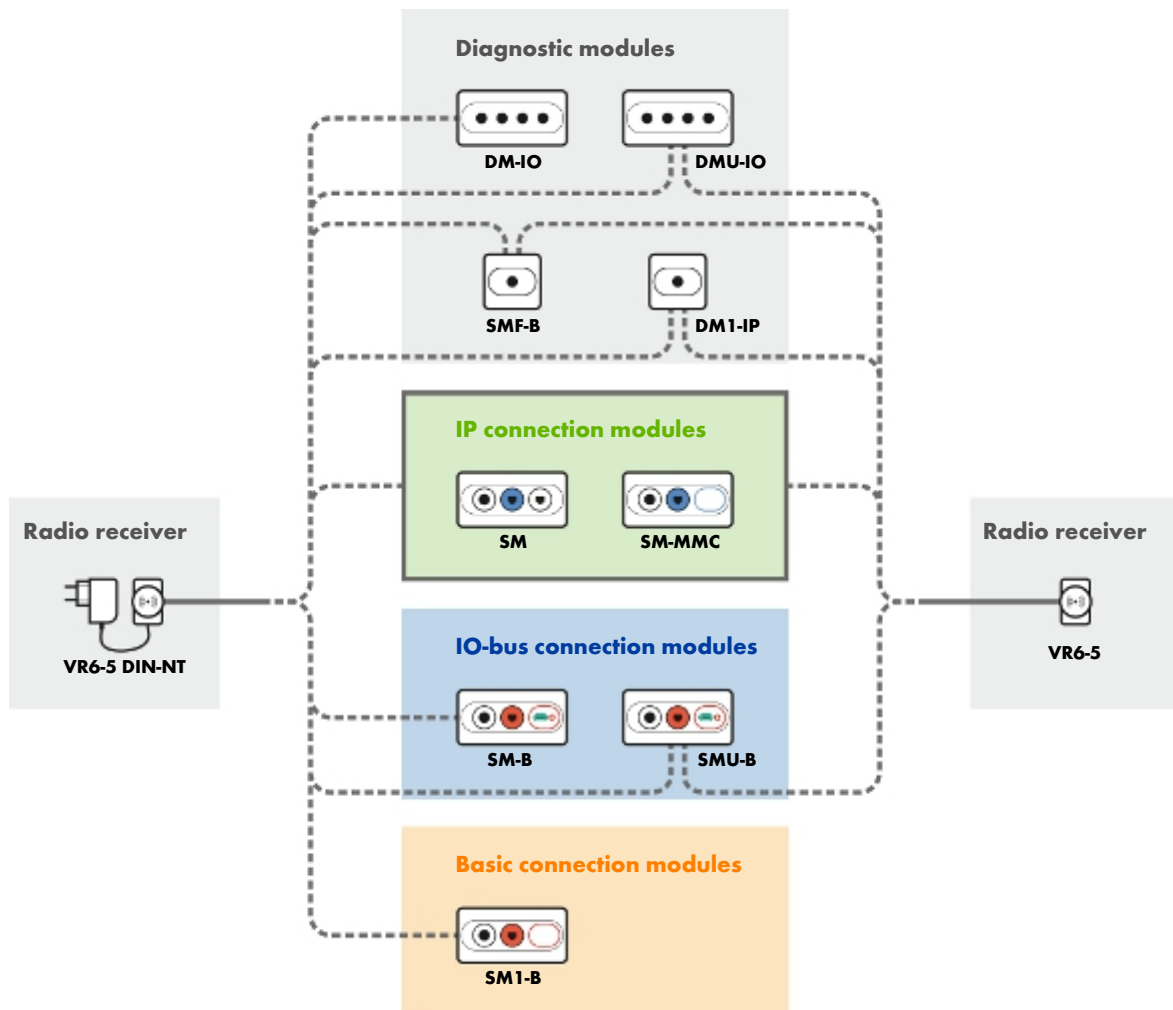 Diagnostic modules
DM-IO
DMU-IO
SMF-B
DM1-IP
IP connection modules
SM
SM-MMC
Radio receiver
VR6-5 DIN-NT
Radio receiver
VR6-5
IO-bus connection modules
SM-B
SMU-B
Basic connection modules
SM1-B